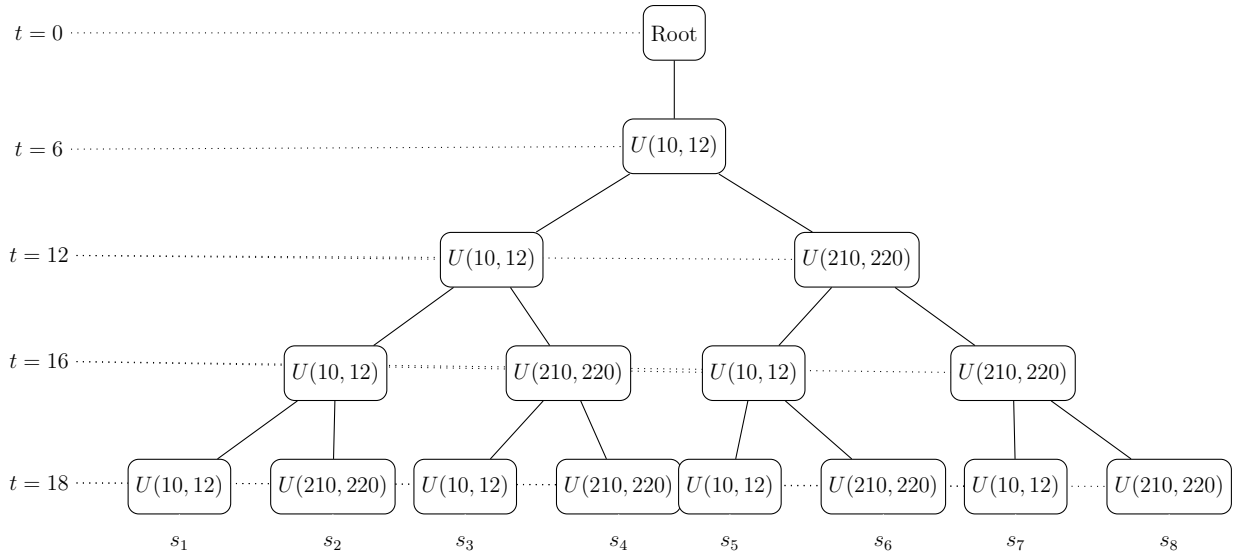 t = 0 Root
t = 6 U(10, 12)
t = 12 U(10, 12) U(210, 220)
t = 16 U(10, 12) U(210, 220) U(10, 12) U(210, 220)
t = 18 U(10, 12) U(210, 220) U(10, 12) U(210, 220) U(10, 12) U(210, 220) U(10, 12) U(210, 220)
s₁ s₂ s₃ s₄ s₅ s₆ s₇ s₈